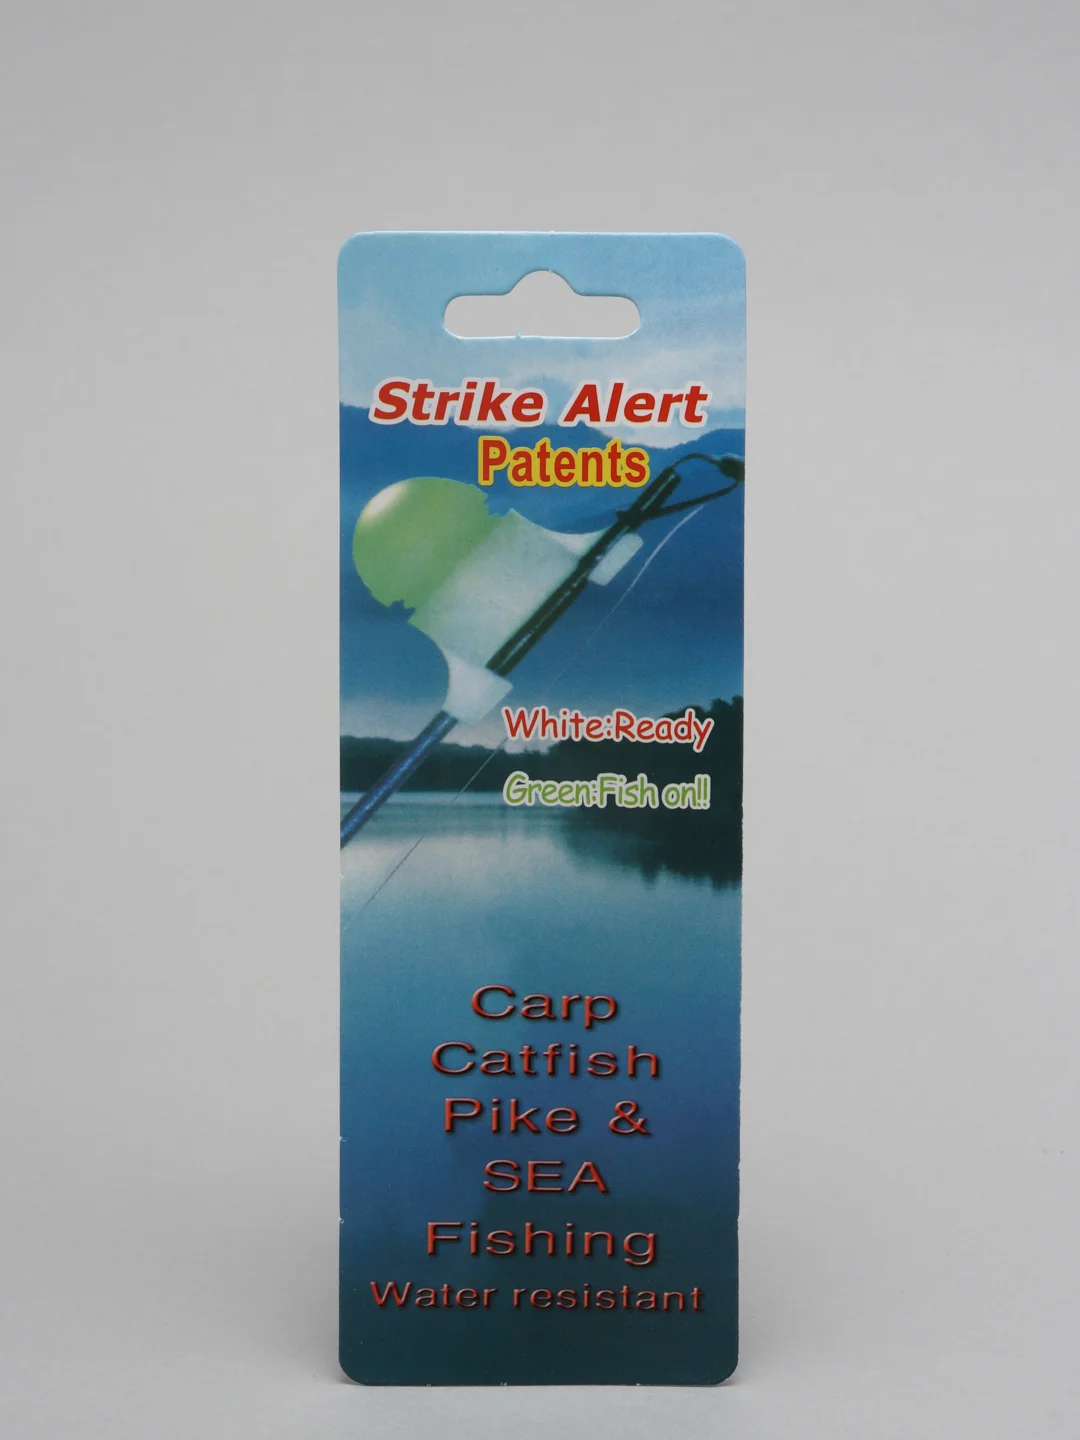 Strike Alert
Patents
White:Ready
Green:Fish on!!
Carp
Catfish
Pike &
SEA
Fishing
Water resistant